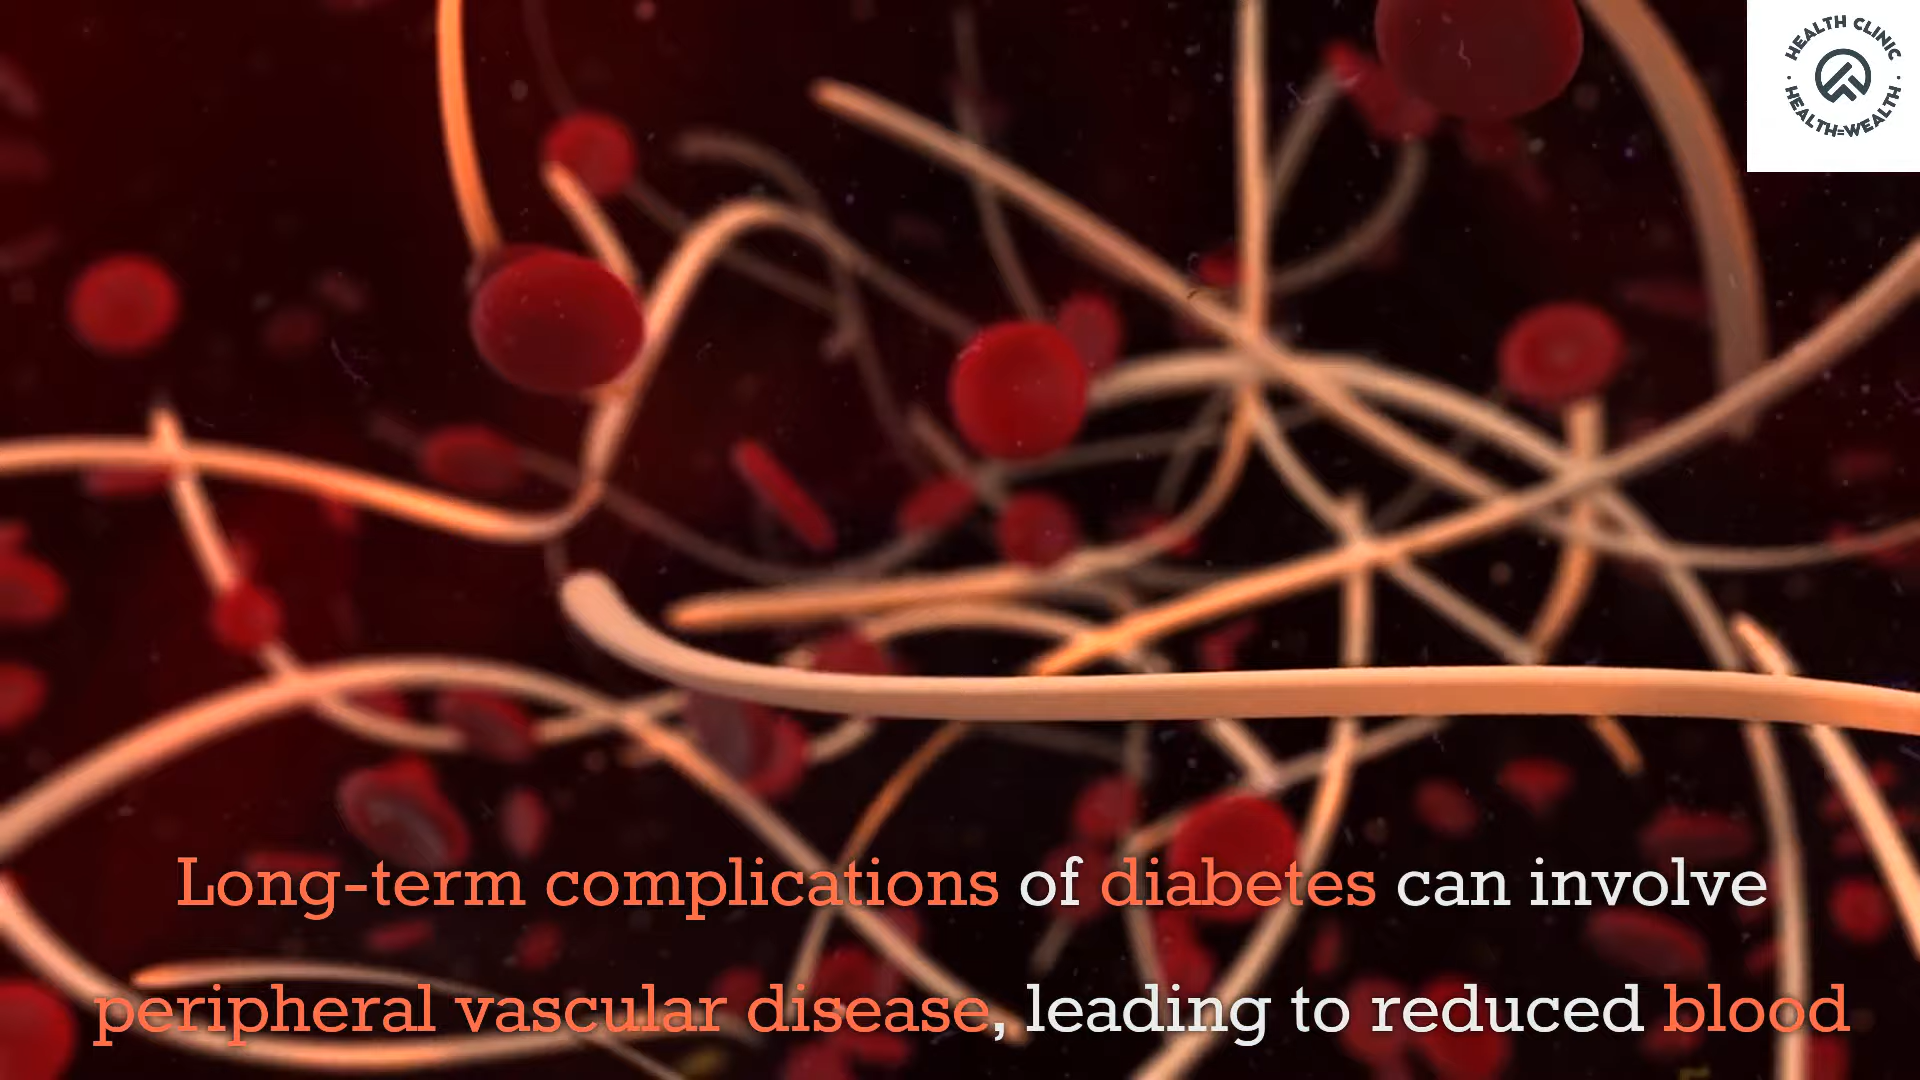 HEALTH CLINIC
HEALTH=WEALTH
Long-term complications of diabetes can involve
peripheral vascular disease, leading to reduced blood